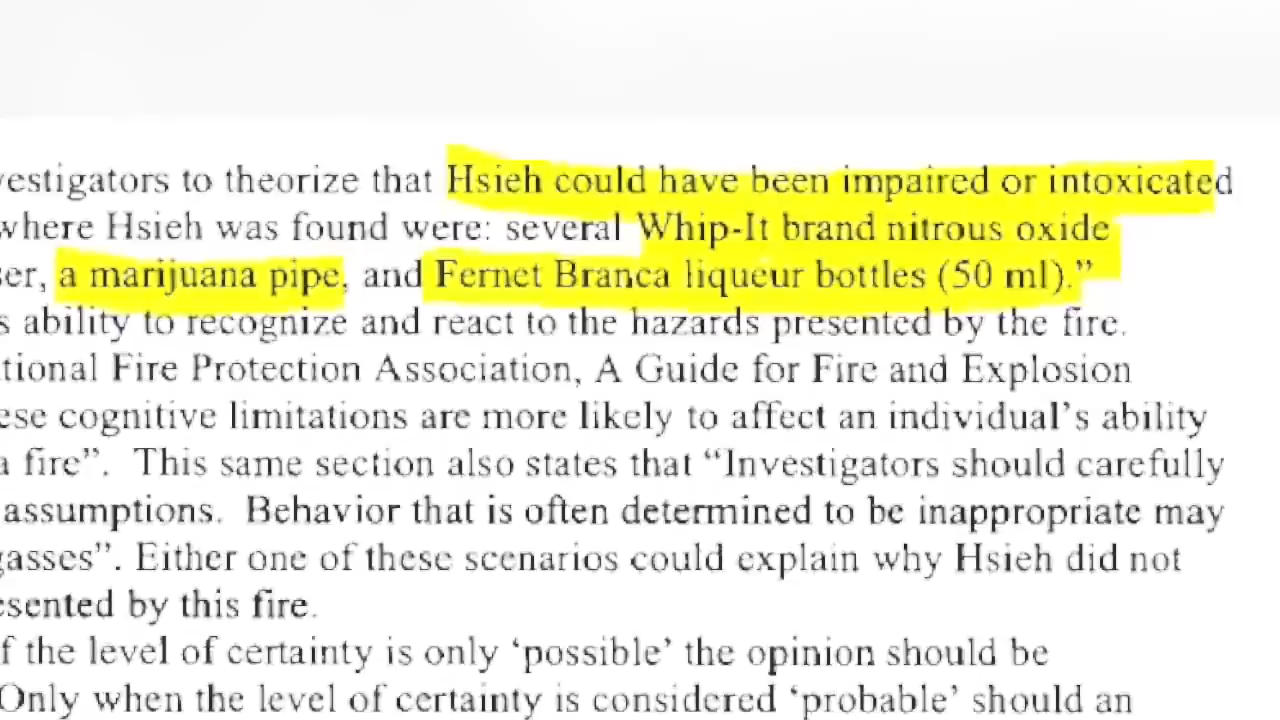 vestigators to theorize that Hsieh could have been impaired or intoxicated
where Hsieh was found were: several Whip-It brand nitrous oxide
ser, a marijuana pipe, and Fernet Branca liqueur bottles (50 ml)."
s ability to recognize and react to the hazards presented by the fire.
tional Fire Protection Association, A Guide for Fire and Explosion
ese cognitive limitations are more likely to affect an individual's ability
a fire". This same section also states that "Investigators should carefully
assumptions. Behavior that is often determined to be inappropriate may
gasses". Either one of these scenarios could explain why Hsieh did not
esented by this fire.
f the level of certainty is only 'possible' the opinion should be
Only when the level of certainty is considered 'probable' should an